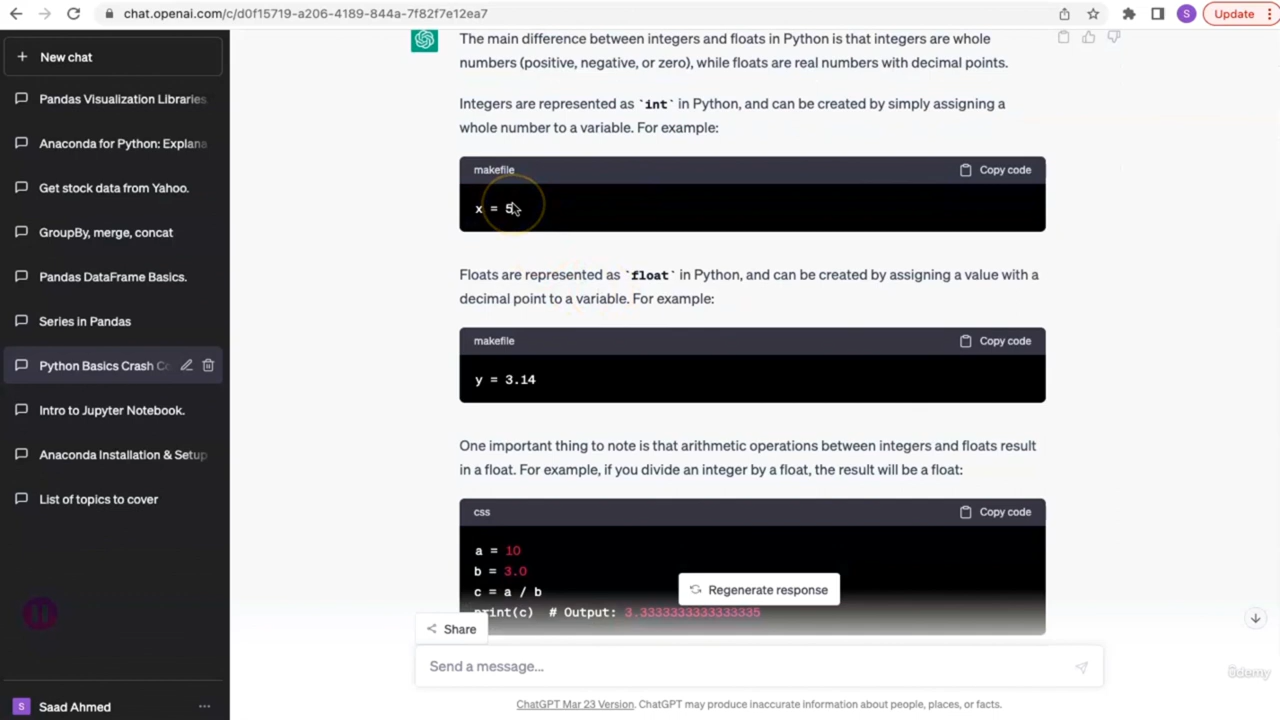 chat.openai.com/c/d0f15719-a206-4189-844a-7f82f7e12ea7
S
Update
New chat
Pandas Visualization Libraries
Anaconda for Python: Explana
Get stock data from Yahoo.
GroupBy, merge, concat
Pandas DataFrame Basics.
Series in Pandas
Python Basics Crash Co
Intro to Jupyter Notebook.
Anaconda Installation & Setup
List of topics to cover
S
Saad Ahmed
The main difference between integers and floats in Python is that integers are whole
numbers (positive, negative, or zero), while floats are real numbers with decimal points.
Integers are represented as `int` in Python, and can be created by simply assigning a
whole number to a variable. For example:
makefile
Copy code
x = 5
Floats are represented as `float` in Python, and can be created by assigning a value with a
decimal point to a variable. For example:
makefile
Copy code
y = 3.14
One important thing to note is that arithmetic operations between integers and floats result
in a float. For example, if you divide an integer by a float, the result will be a float:
css
Copy code
a = 10
b = 3.0
c = a / b
print(c)  # Output: 3.3333333333333335
Regenerate response
Share
Send a message...
ChatGPT Mar 23 Version. ChatGPT may produce inaccurate information about people, places, or facts.
ûdemy